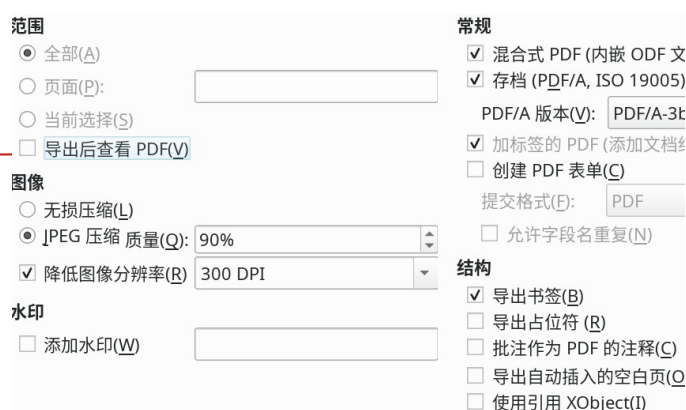 范围
全部(A)
页面(P):
当前选择(S)
导出后查看 PDF(V)
图像
无损压缩(L)
JPEG 压缩 质量(Q): 90%
降低图像分辨率(R) 300 DPI
水印
添加水印(W)
常规
混合式 PDF (内嵌 ODF 文
存档 (PDF/A, ISO 19005)
PDF/A 版本(V): PDF/A-3b
加标签的 PDF (添加文档结
创建 PDF 表单(C)
提交格式(F): PDF
允许字段名重复(N)
结构
导出书签(B)
导出占位符 (R)
批注作为 PDF 的注释(C)
导出自动插入的空白页(O
使用引用 XObject(I)